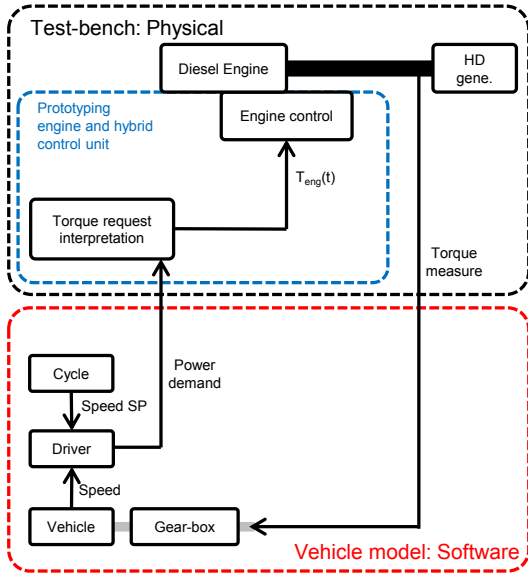 Test-bench: Physical
Diesel Engine
HD
gene.
Prototyping
engine and hybrid
control unit
Engine control
Teng(t)
Torque request
interpretation
Torque
measure
Power
demand
Cycle
Speed SP
Driver
Speed
Vehicle
Gear-box
Vehicle model: Software